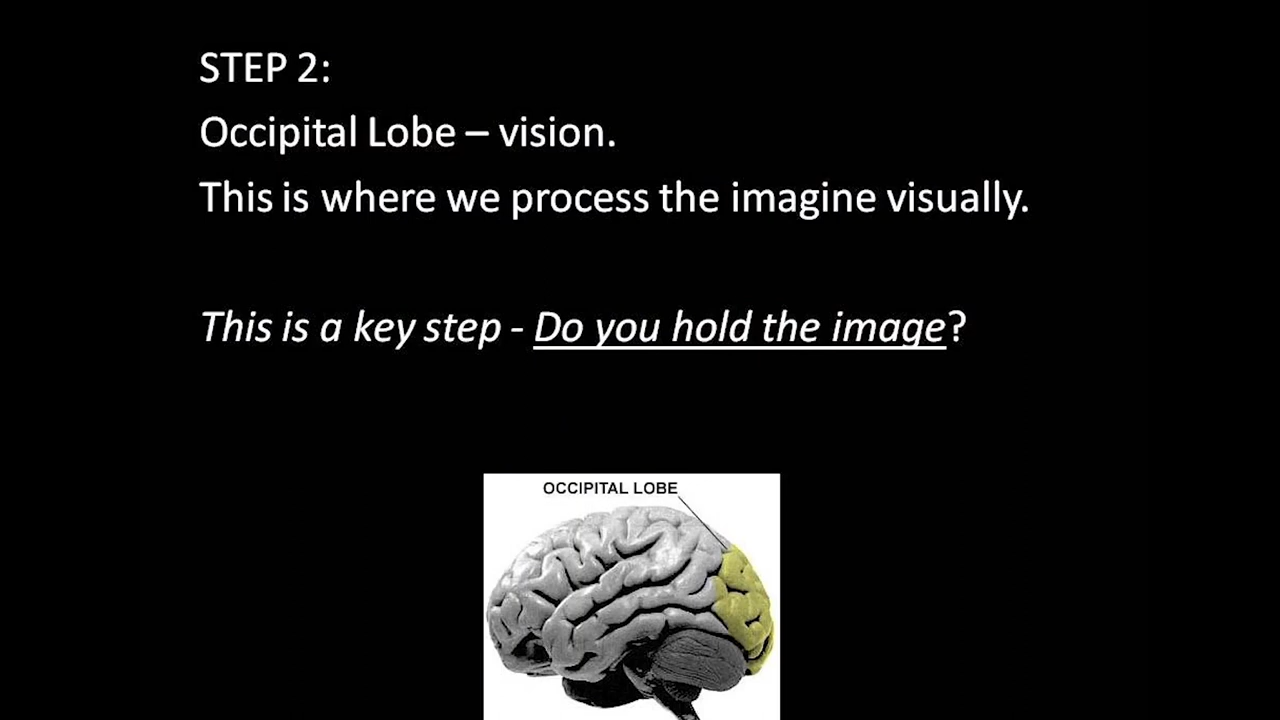 STEP 2:
Occipital Lobe – vision.
This is where we process the imagine visually.
This is a key step - Do you hold the image?
OCCIPITAL LOBE